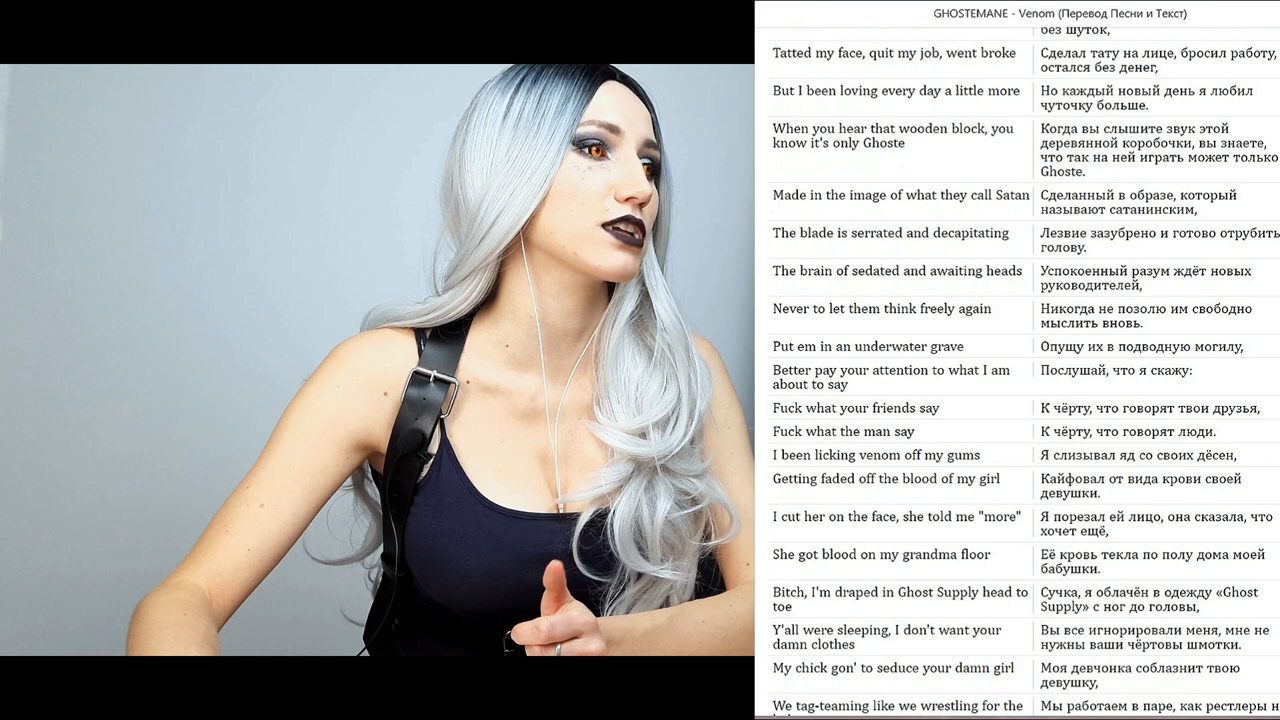 GHOSTEMANE - Venom (Перевод Песни и Текст)
без шуток,
Tatted my face, quit my job, went broke
Сделал тату на лице, бросил работу,
остался без денег,
But I been loving every day a little more
Но каждый новый день я любил
чуточку больше.
When you hear that wooden block, you
know it's only Ghoste
Когда вы слышите звук этой
деревянной коробочки, вы знаете,
что так на ней играть может только
Ghoste.
Made in the image of what they call Satan
Сделанный в образе, который
называют сатанинским,
The blade is serrated and decapitating
Лезвие зазубрено и готово отрубить
голову.
The brain of sedated and awaiting heads
Успокоенный разум ждёт новых
руководителей,
Never to let them think freely again
Никогда не позолю им свободно
мыслить вновь.
Put em in an underwater grave
Опущу их в подводную могилу,
Better pay your attention to what I am
about to say
Послушай, что я скажу:
Fuck what your friends say
К чёрту, что говорят твои друзья,
Fuck what the man say
К чёрту, что говорят люди.
I been licking venom off my gums
Я слизывал яд со своих дёсен,
Getting faded off the blood of my girl
Кайфовал от вида крови своей
девушки.
I cut her on the face, she told me "more"
Я порезал ей лицо, она сказала, что
хочет ещё,
She got blood on my grandma floor
Её кровь текла по полу дома моей
бабушки.
Bitch, I'm draped in Ghost Supply head to
toe
Сучка, я облачён в одежду «Ghost
Supply» с ног до головы,
Y'all were sleeping, I don't want your
damn clothes
Вы все игнорировали меня, мне не
нужны ваши чёртовы шмотки.
My chick gon' to seduce your damn girl
Моя девчонка соблазнит твою
девушку,
We tag-teaming like we wrestling for the
Мы работаем в паре, как рестлеры н